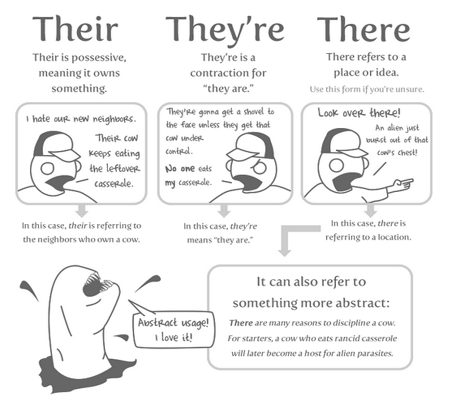 Their
Their is possessive,
meaning it owns
something.
I hate our new neighbors.
Their cow
keeps eating
the leftover
casserole.
In this case, their is referring to
the neighbors who own a cow.
They're
They're is a
contraction for
“they are.”
They're gonna get a shovel to
the face unless they get that
cow under
control.
No one eats
my casserole.
In this case, they're
means “they are.”
There
There refers to a
place or idea.
Use this form if you're unsure.
Look over there!
An alien just
burst out of that
cow's chest!
In this case, there is
referring to a location.
It can also refer to
something more abstract:
There are many reasons to discipline a cow.
For starters, a cow who eats rancid casserole
will later become a host for alien parasites.
Abstract usage!
I love it!